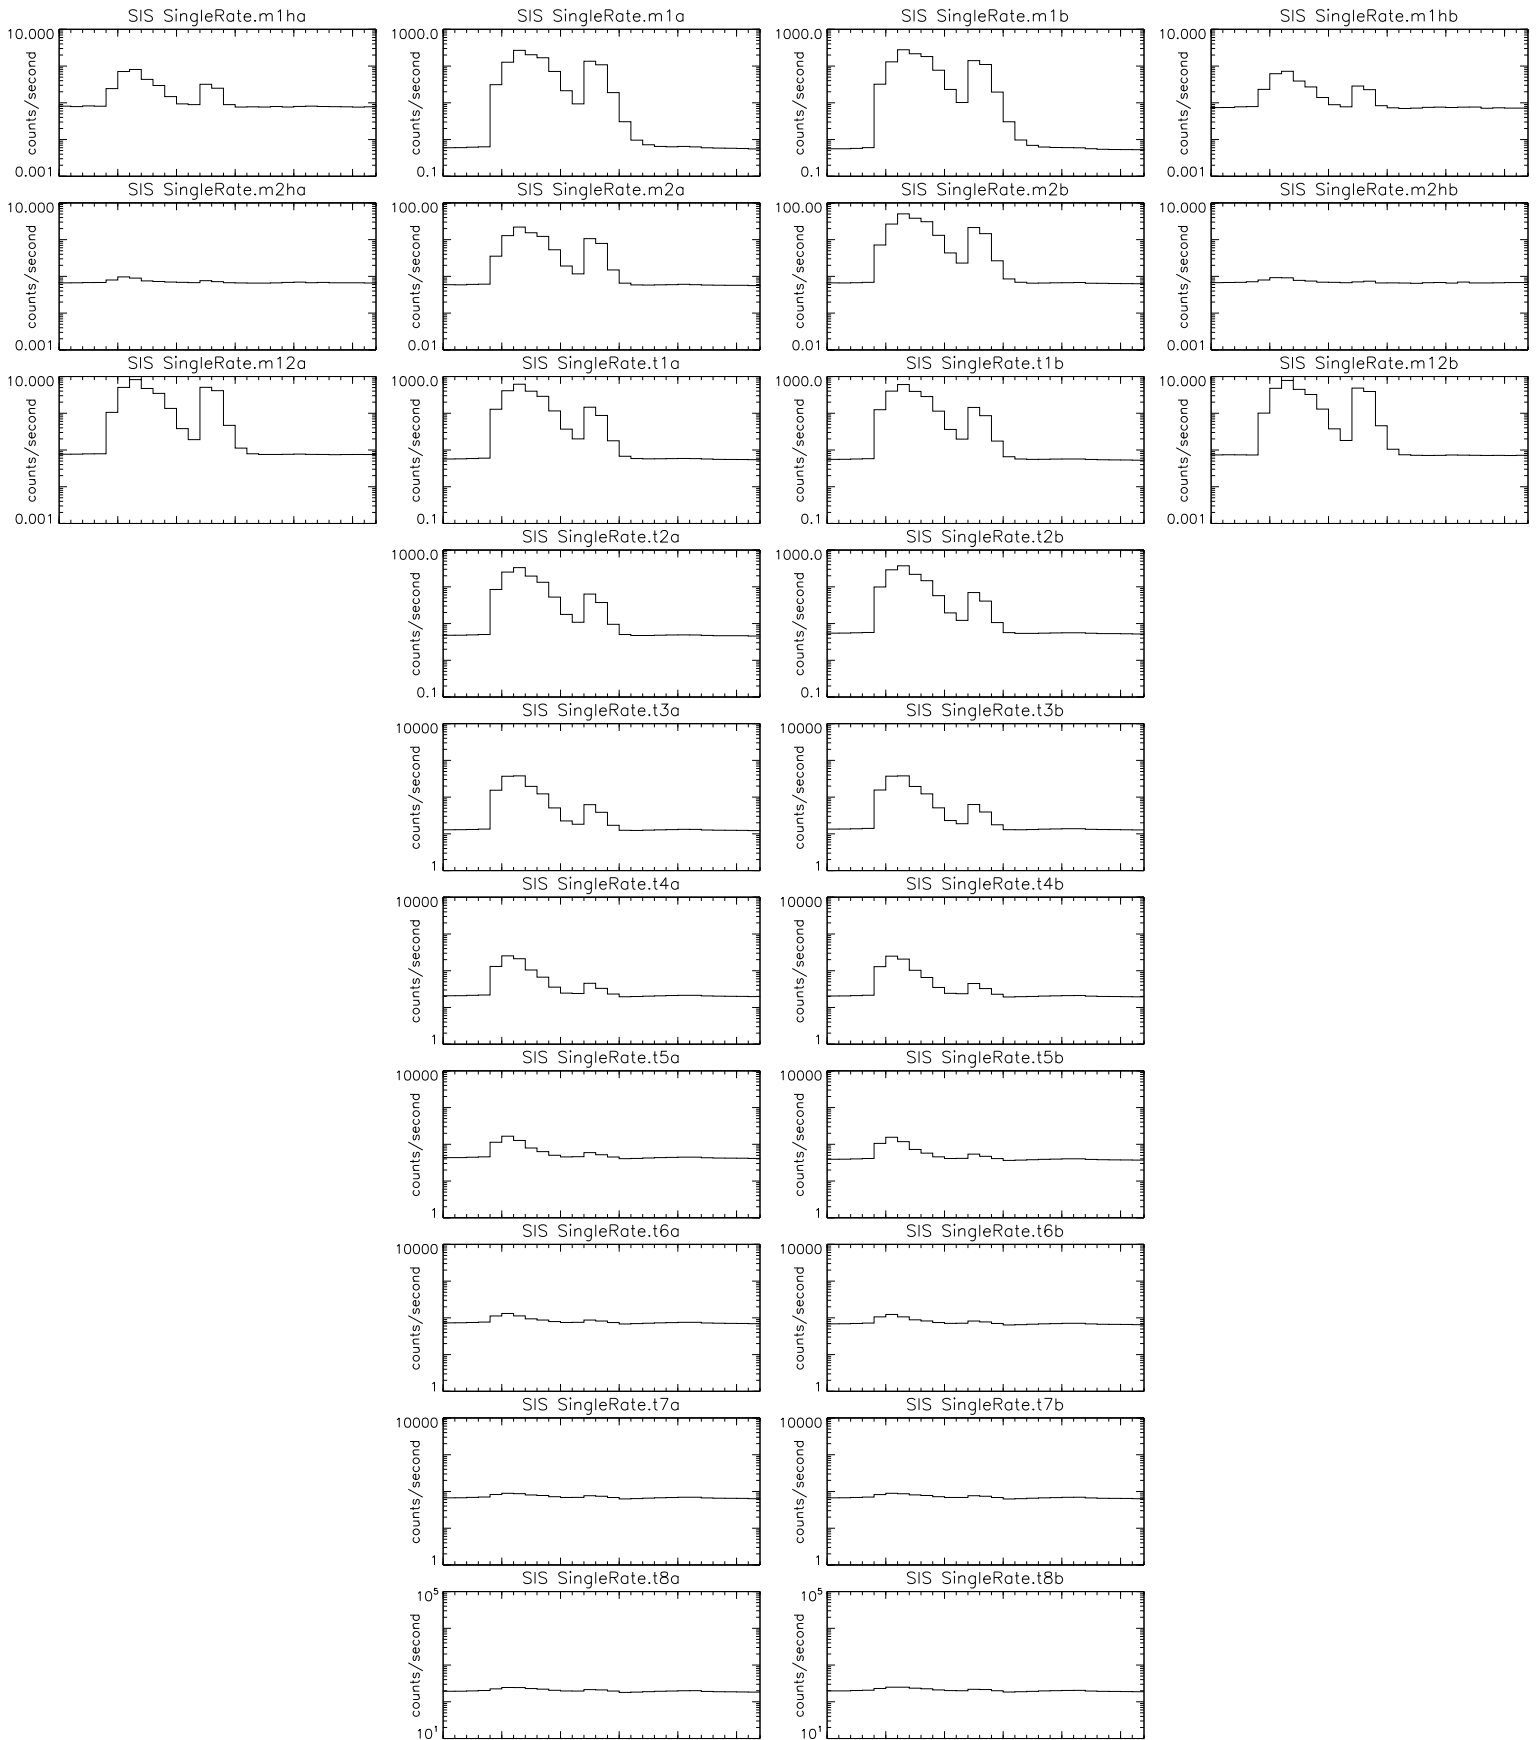 SIS SingleRate.m1ha
SIS SingleRate.m1a
SIS SingleRate.m1b
SIS SingleRate.m1hb
10.000
counts/second
0.001
1000.0
counts/second
0.1
1000.0
counts/second
0.1
10.000
counts/second
0.001
SIS SingleRate.m2ha
SIS SingleRate.m2a
SIS SingleRate.m2b
SIS SingleRate.m2hb
10.000
counts/second
0.001
100.00
counts/second
0.01
100.00
counts/second
0.01
10.000
counts/second
0.001
SIS SingleRate.m12a
SIS SingleRate.t1a
SIS SingleRate.t1b
SIS SingleRate.m12b
10.000
counts/second
0.001
1000.0
counts/second
0.1
1000.0
counts/second
0.1
10.000
counts/second
0.001
SIS SingleRate.t2a
SIS SingleRate.t2b
1000.0
counts/second
0.1
1000.0
counts/second
0.1
SIS SingleRate.t3a
SIS SingleRate.t3b
10000
counts/second
1
10000
counts/second
1
SIS SingleRate.t4a
SIS SingleRate.t4b
10000
counts/second
1
10000
counts/second
1
SIS SingleRate.t5a
SIS SingleRate.t5b
10000
counts/second
1
10000
counts/second
1
SIS SingleRate.t6a
SIS SingleRate.t6b
10000
counts/second
1
10000
counts/second
1
SIS SingleRate.t7a
SIS SingleRate.t7b
10000
counts/second
1
10000
counts/second
1
SIS SingleRate.t8a
SIS SingleRate.t8b
10⁵
counts/second
10¹
10⁵
counts/second
10¹